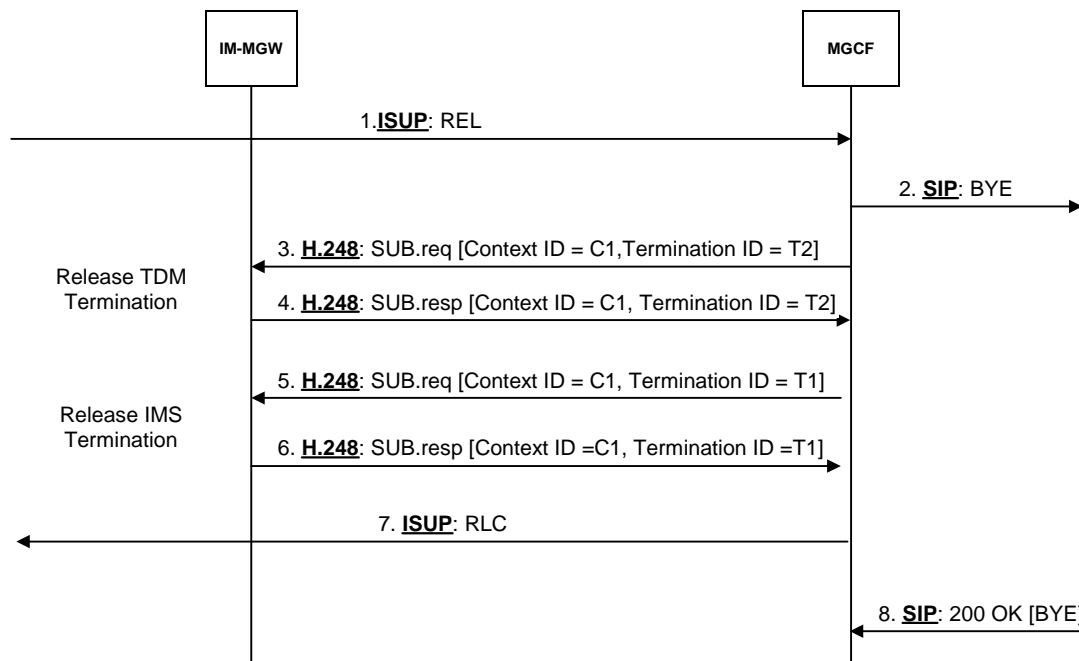 IM-MGW
MGCF
1.ISUP: REL
2. SIP: BYE
3. H.248: SUB.req [Context ID = C1,Termination ID = T2]
Release TDM
Termination
4. H.248: SUB.resp [Context ID = C1, Termination ID = T2]
5. H.248: SUB.req [Context ID = C1, Termination ID = T1]
Release IMS
Termination
6. H.248: SUB.resp [Context ID =C1, Termination ID =T1]
7. ISUP: RLC
8. SIP: 200 OK [BYE]